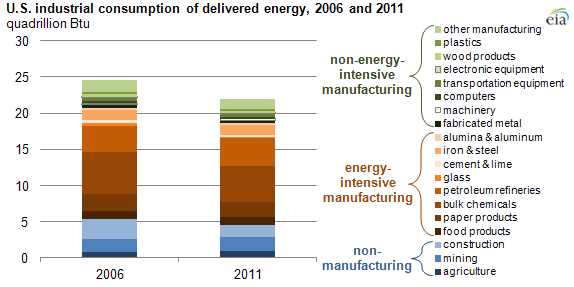 U.S. industrial consumption of delivered energy, 2006 and 2011
quadrillion Btu
eia
30
25
20
15
10
5
0
2006
2011
non-energy-
intensive
manufacturing
other manufacturing
plastics
wood products
electronic equipment
transportation equipment
computers
machinery
fabricated metal
energy-
intensive
manufacturing
alumina & aluminum
iron & steel
cement & lime
glass
petroleum refineries
bulk chemicals
paper products
food products
non-
manufacturing
construction
mining
agriculture